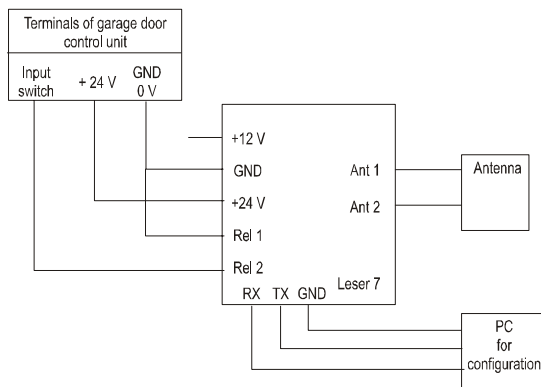 Terminals of garage door
control unit
Input
switch
+ 24 V
GND
0 V
+12 V
GND
+24 V
Rel 1
Rel 2
Ant 1
Ant 2
Leser 7
RX TX GND
Antenna
PC
for
configuration